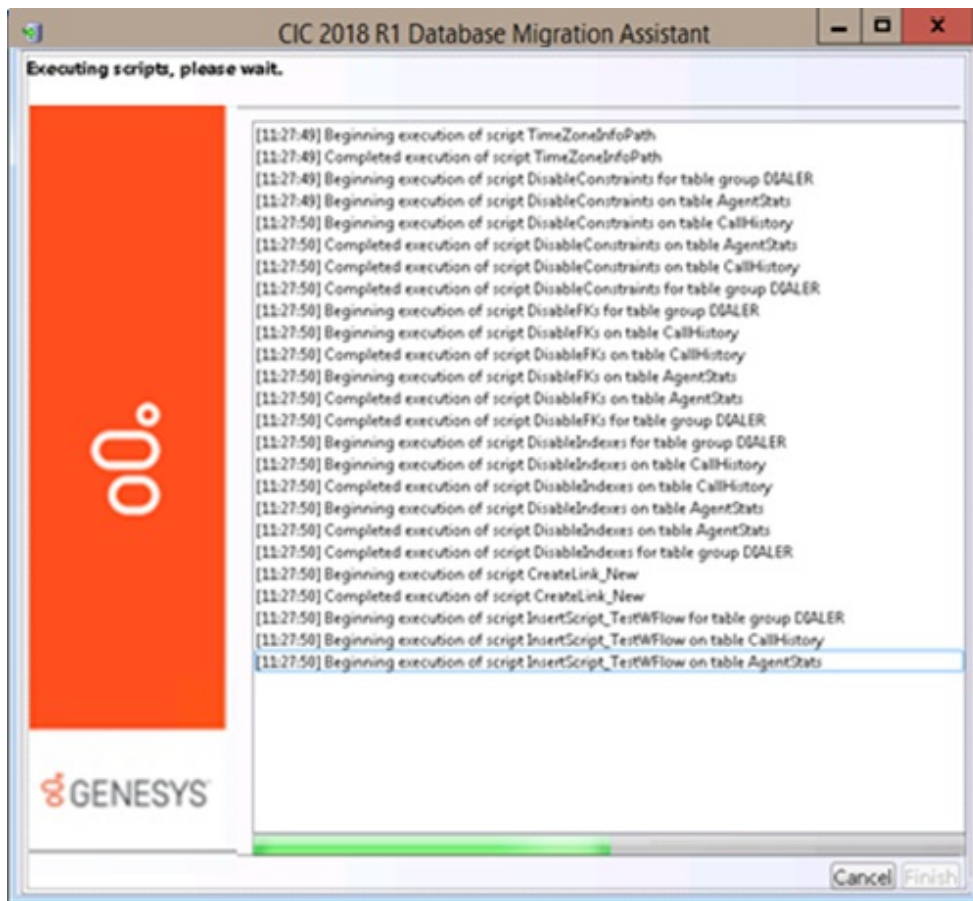 CIC 2018 R1 Database Migration Assistant
Executing scripts, please wait.
[11:27:49] Beginning execution of script TimeZoneInfoPath
[11:27:49] Completed execution of script TimeZoneInfoPath
[11:27:49] Beginning execution of script DisableConstraints for table group DIALER
[11:27:49] Beginning execution of script DisableConstraints on table AgentStats
[11:27:50] Beginning execution of script DisableConstraints on table CallHistory
[11:27:50] Completed execution of script DisableConstraints on table AgentStats
[11:27:50] Completed execution of script DisableConstraints on table CallHistory
[11:27:50] Completed execution of script DisableConstraints for table group DIALER
[11:27:50] Beginning execution of script DisableFKs for table group DIALER
[11:27:50] Beginning execution of script DisableFKs on table CallHistory
[11:27:50] Completed execution of script DisableFKs on table CallHistory
[11:27:50] Beginning execution of script DisableFKs on table AgentStats
[11:27:50] Completed execution of script DisableFKs on table AgentStats
[11:27:50] Completed execution of script DisableFKs for table group DIALER
[11:27:50] Beginning execution of script DisableIndexes for table group DIALER
[11:27:50] Beginning execution of script DisableIndexes on table CallHistory
[11:27:50] Completed execution of script DisableIndexes on table CallHistory
[11:27:50] Beginning execution of script DisableIndexes on table AgentStats
[11:27:50] Completed execution of script DisableIndexes on table AgentStats
[11:27:50] Completed execution of script DisableIndexes for table group DIALER
[11:27:50] Beginning execution of script CreateLink_New
[11:27:50] Completed execution of script CreateLink_New
[11:27:50] Beginning execution of script InsertScript_TestWFlow for table group DIALER
[11:27:50] Beginning execution of script InsertScript_TestWFlow on table CallHistory
[11:27:50] Beginning execution of script InsertScript_TestWFlow on table AgentStats
GENESYS
Cancel Finish